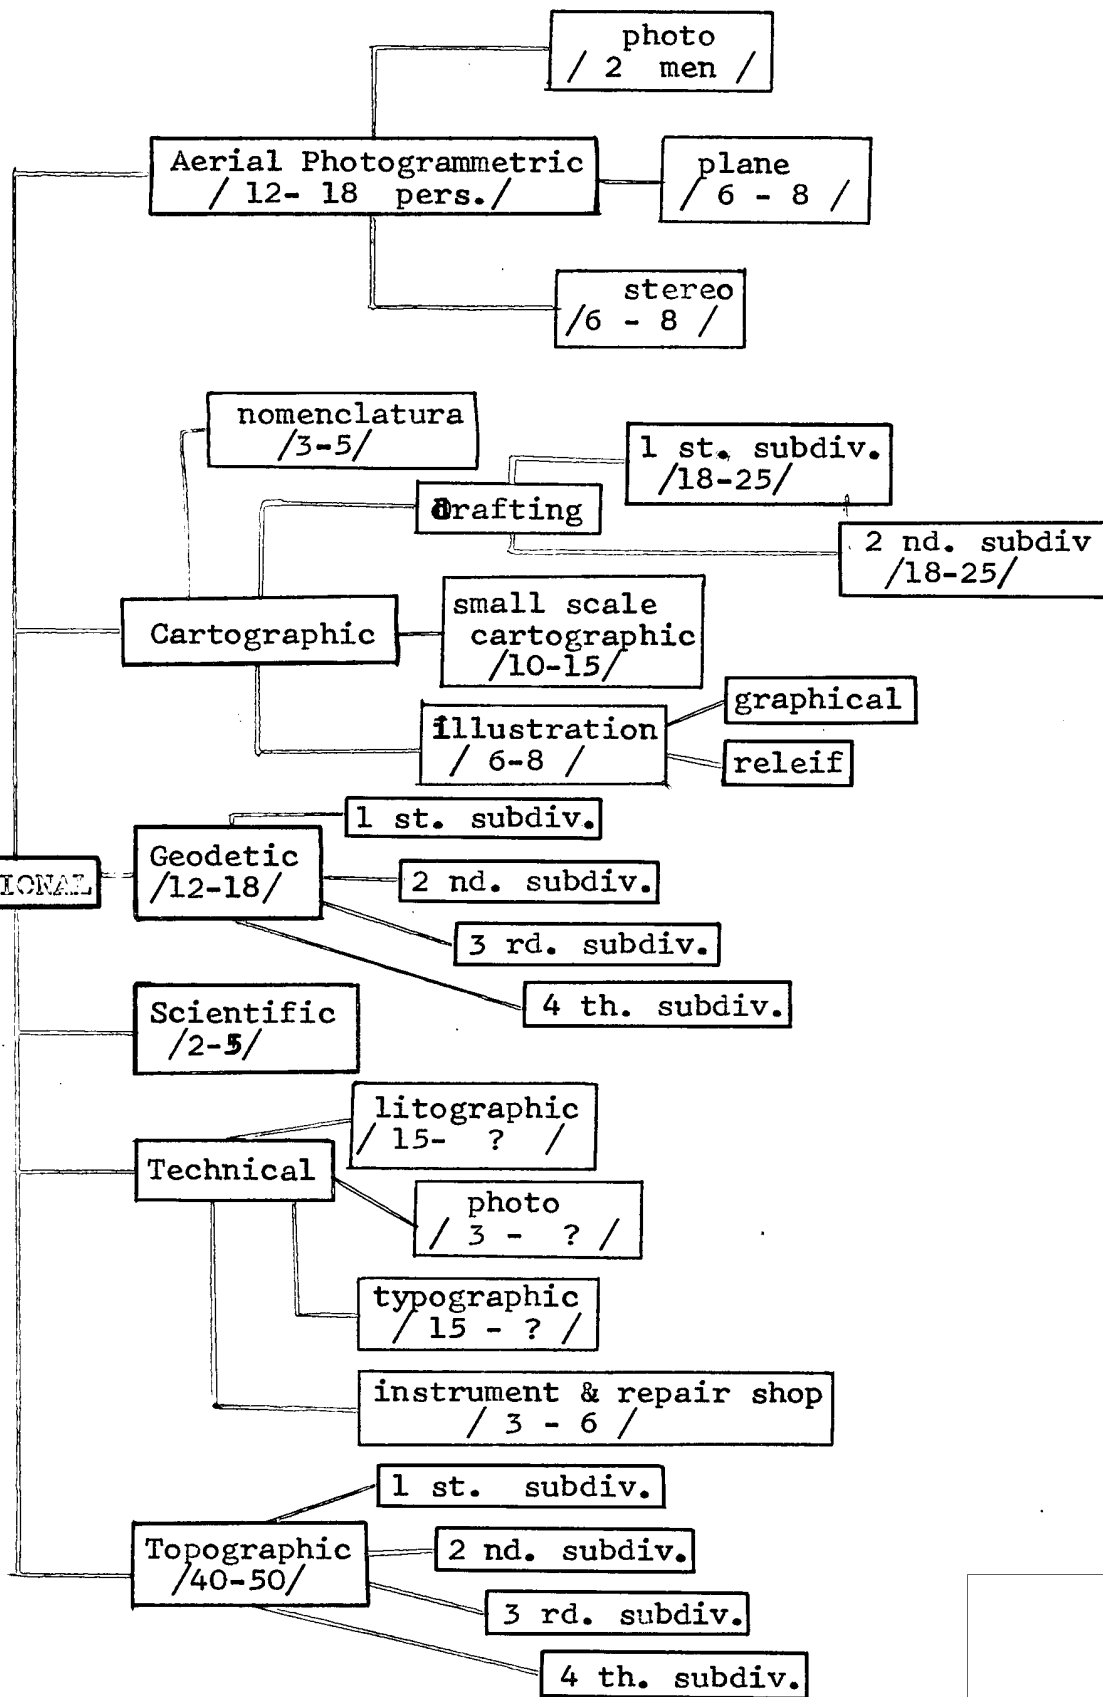 photo
/ 2 men /
Aerial Photogrammetric
/ 12- 18 pers./
plane
/ 6 - 8 /
stereo
/6 - 8 /
nomenclatura
/3-5/
1 st. subdiv.
/18-25/
drafting
2 nd. subdiv
/18-25/
small scale
cartographic
/10-15/
Cartographic
illustration
/ 6-8 /
graphical
releif
1 st. subdiv.
Geodetic
/12-18/
IONAL
2 nd. subdiv.
3 rd. subdiv.
4 th. subdiv.
Scientific
/2-5/
litographic
/ 15- ? /
Technical
photo
/ 3 - ? /
typographic
/ 15 - ? /
instrument & repair shop
/ 3 - 6 /
1 st. subdiv.
Topographic
/40-50/
2 nd. subdiv.
3 rd. subdiv.
4 th. subdiv.